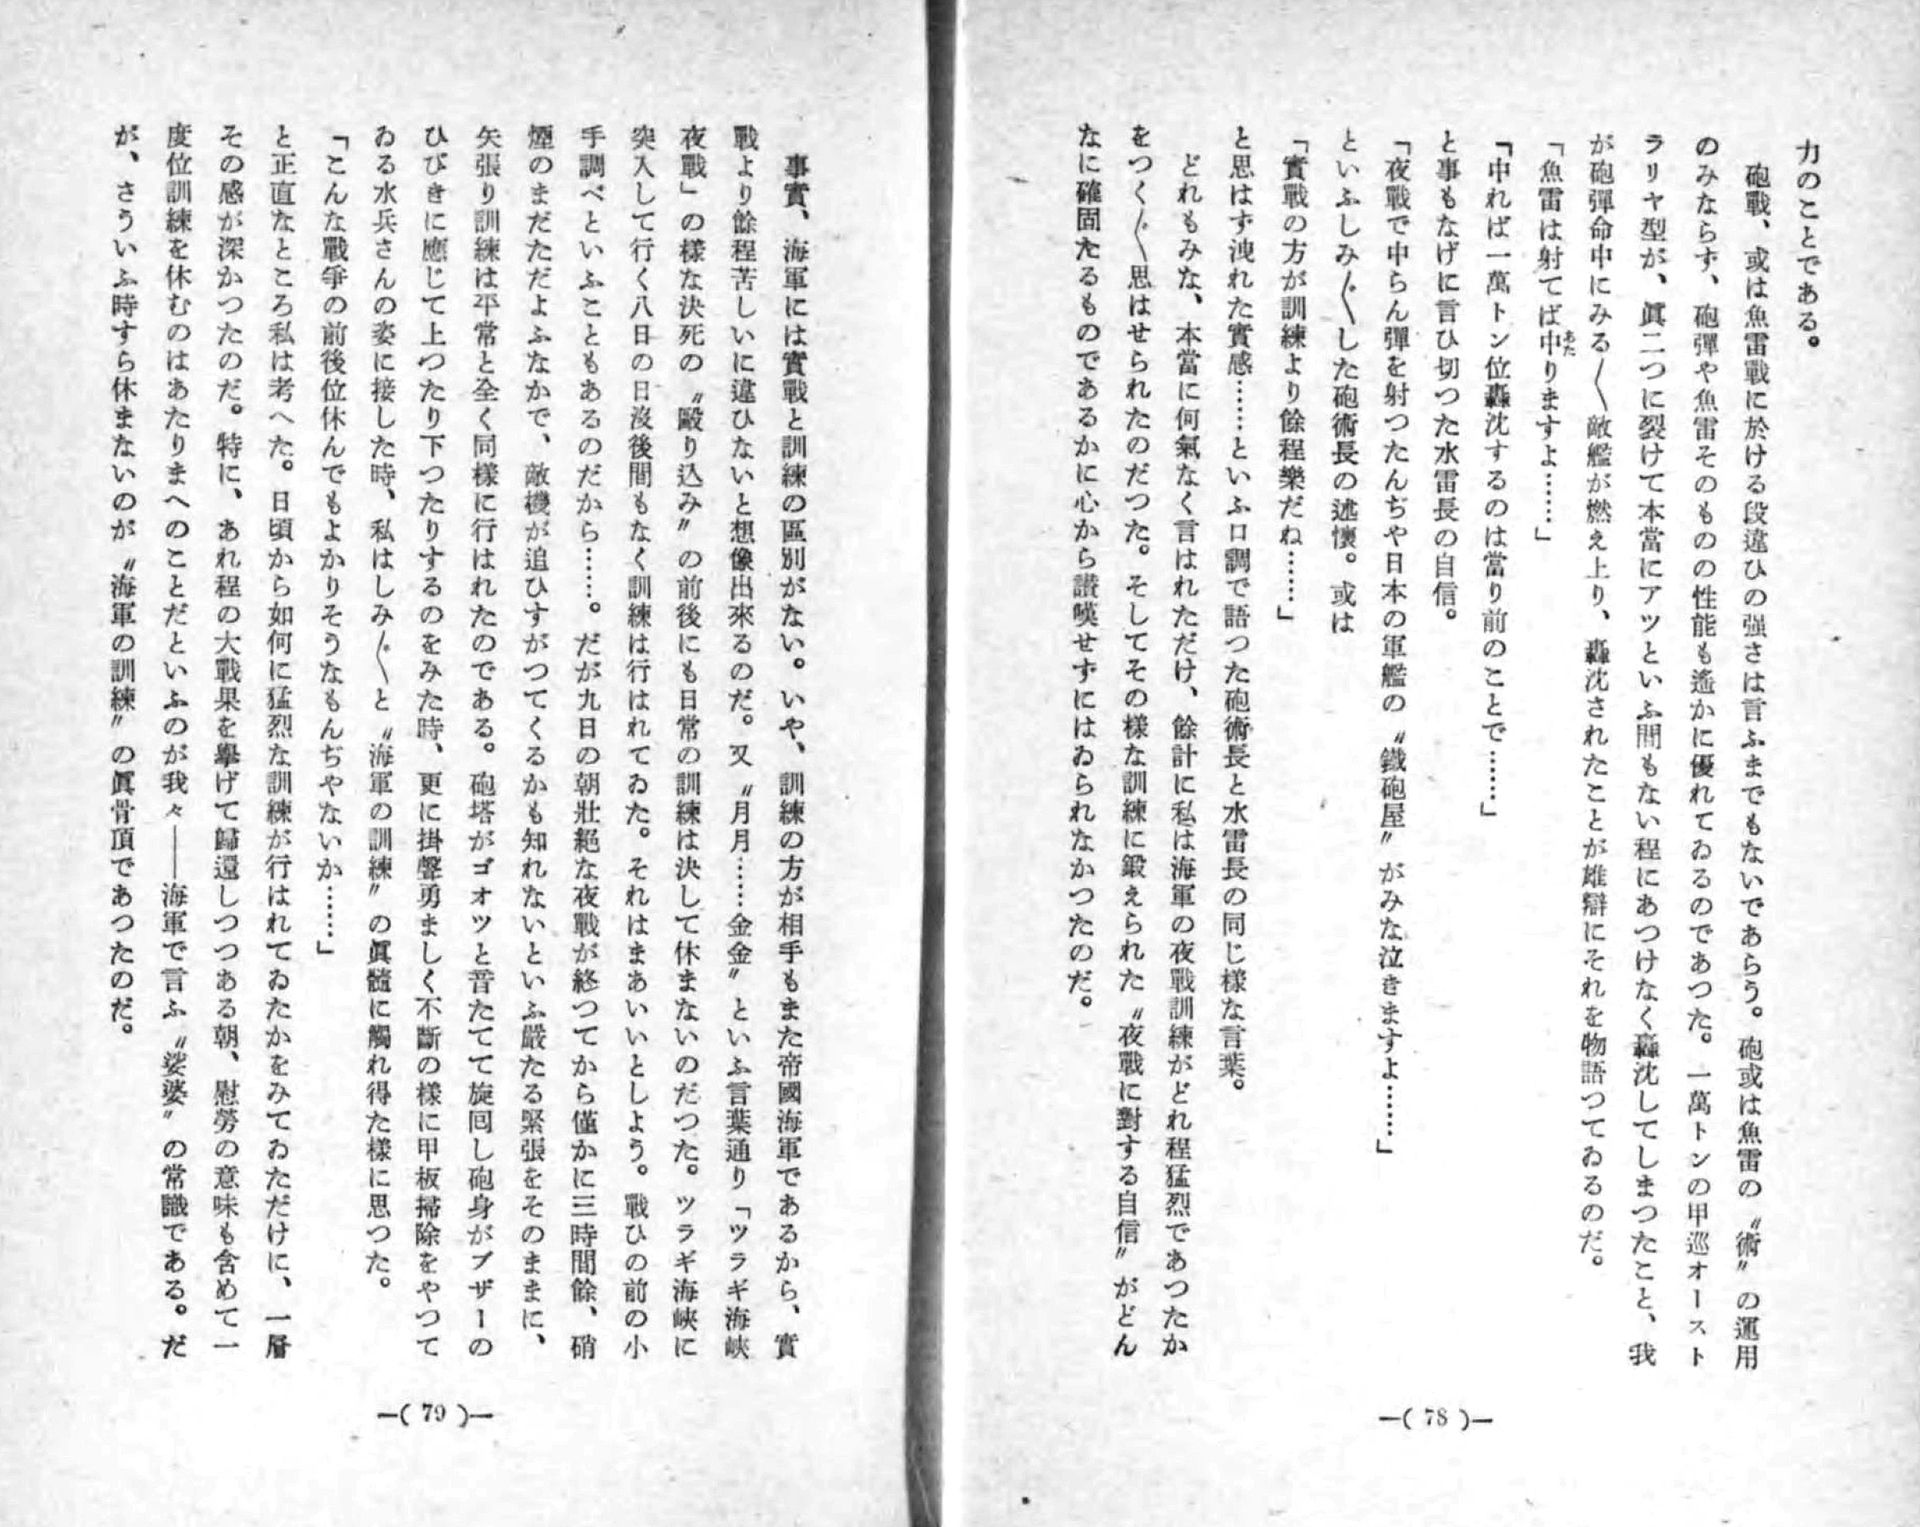 力のことである。
砲戰、或は魚雷戰に於ける段違ひの强さは言ふまでもないであらう。砲或は魚雷の〝術〟の運用
のみならず、砲彈や魚雷そのものの性能も遙かに優れてゐるのであつた。一萬トンの甲巡オースト
ラリヤ型が、眞二つに裂けて本當にアツといふ間もない程にあつけなく轟沈してしまつたこと、我
が砲彈命中にみる〱敵艦が燃え上り、轟沈されたことが雄辯にそれを物語つてゐるのだ。
「魚雷は射てば中りますよ……」
あた
「中れば一萬トン位轟沈するのは當り前のことで……」
と事もなげに言ひ切つた水雷長の自信。
「夜戰で中らん彈を射つたんぢや日本の軍艦の〝鐵砲屋〟がみな泣きますよ……」
といふしみ〲した砲術長の述懷。或は
「實戰の方が訓練より餘程樂だね……」
と思はず洩れた實感……といふ口調で語つた砲術長と水雷長の同じ樣な言葉。
どれもみな、本當に何氣なく言はれただけ、餘計に私は海軍の夜戰訓練がどれ程猛烈であつたか
をつく〲思はせられたのだつた。そしてその樣な訓練に鍛えられた〝夜戰に對する自信〟がどん
なに確固たるものであるかに心から讃嘆せずにはゐられなかつたのだ。
—( 78 )—
事實、海軍には實戰と訓練の區別がない。いや、訓練の方が相手もまた帝國海軍であるから、實
戰より餘程苦しいに違ひないと想像出來るのだ。又〝月月……金金〟といふ言葉通り「ツラギ海峽
夜戰」の樣な決死の〝毆り込み〟の前後にも日常の訓練は決して休まないのだつた。ツラギ海峽に
突入して行く八日の日沒後間もなく訓練は行はれてゐた。それはまあいいとしよう。戰ひの前の小
手調べといふこともあるのだから……。だが九日の朝壯絕な夜戰が終つてから僅かに三時間餘、硝
煙のまだただよふなかで、敵機が追ひすがつてくるかも知れないといふ嚴たる緊張をそのままに、
矢張り訓練は平常と全く同樣に行はれたのである。砲塔がゴオツと音たてて旋回し砲身がブザーの
ひびきに應じて上つたり下つたりするのをみた時、更に掛聲勇ましく不斷の樣に甲板掃除をやつて
ゐる水兵さんの姿に接した時、私はしみ〲と〝海軍の訓練〟の眞髓に觸れ得た樣に思つた。
「こんな戰爭の前後位休んでもよかりそうなもんぢやないか……」
と正直なところ私は考へた。日頃から如何に猛烈な訓練が行はれてゐたかをみてゐただけに、一層
その感が深かつたのだ。特に、あれ程の大戰果を擧げて歸還しつつある朝、慰勞の意味も含めて一
度位訓練を休むのはあたりまへのことだといふのが我々——海軍で言ふ〝娑婆〟の常識である。だ
が、さういふ時すら休まないのが〝海軍の訓練〟の眞骨頂であつたのだ。
—( 79 )—